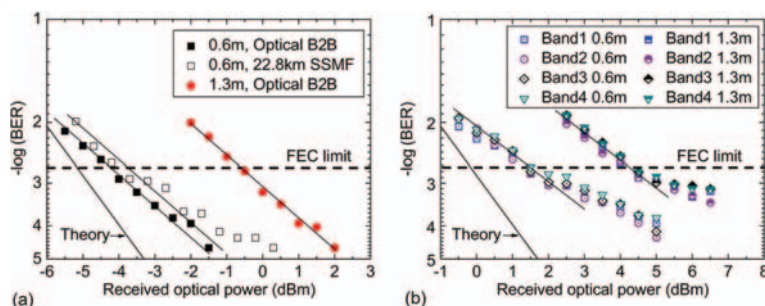 -log (BER)
1
2
3
4
5
0.6m, Optical B2B
0.6m, 22.8km SSMF
1.3m, Optical B2B
FEC limit
Theory
-6 -5 -4 -3 -2 -1 0 1 2 3
(a) Received optical power (dBm)
-log (BER)
1
2
3
4
5
Band1 0.6m Band1 1.3m
Band2 0.6m Band2 1.3m
Band3 0.6m Band3 1.3m
Band4 0.6m Band4 1.3m
FEC limit
Theory
-1 0 1 2 3 4 5 6 7 8
(b) Received optical power (dBm)